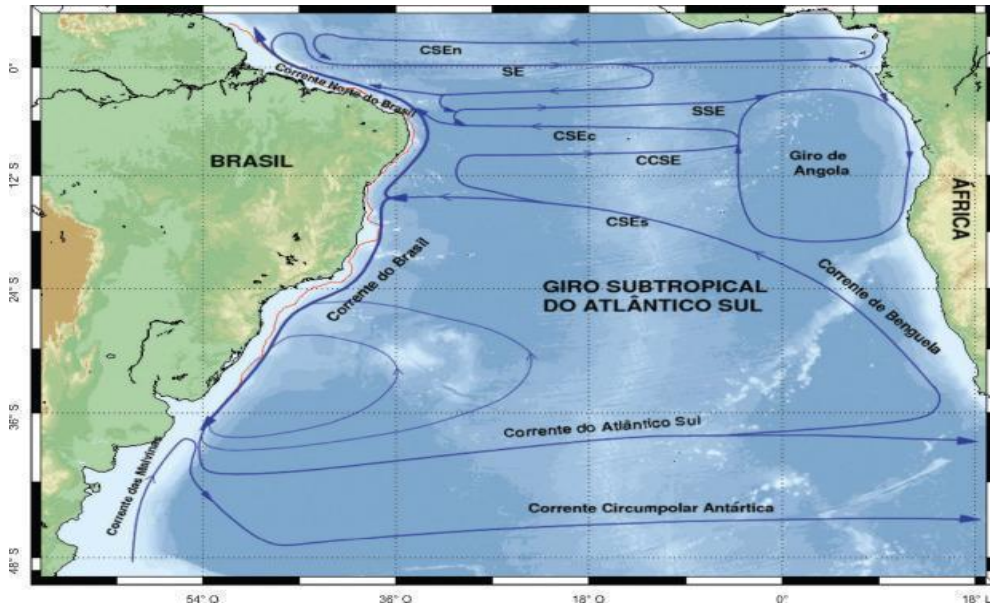 CSEn
0°
SE
Corrente Norte do Brasil
SSE
CSEc
BRASIL
CCSE
Giro de
Angola
12° S
ÁFRICA
CSEs
Corrente do Brasil
24° S
GIRO SUBTROPICAL
DO ATLÂNTICO SUL
Corrente de Benguela
36° S
Corrente do Atlântico Sul
Corrente das Malvinas
Corrente Circumpolar Antártica
48° S
54° O
36° O
18° O
0°
18° L